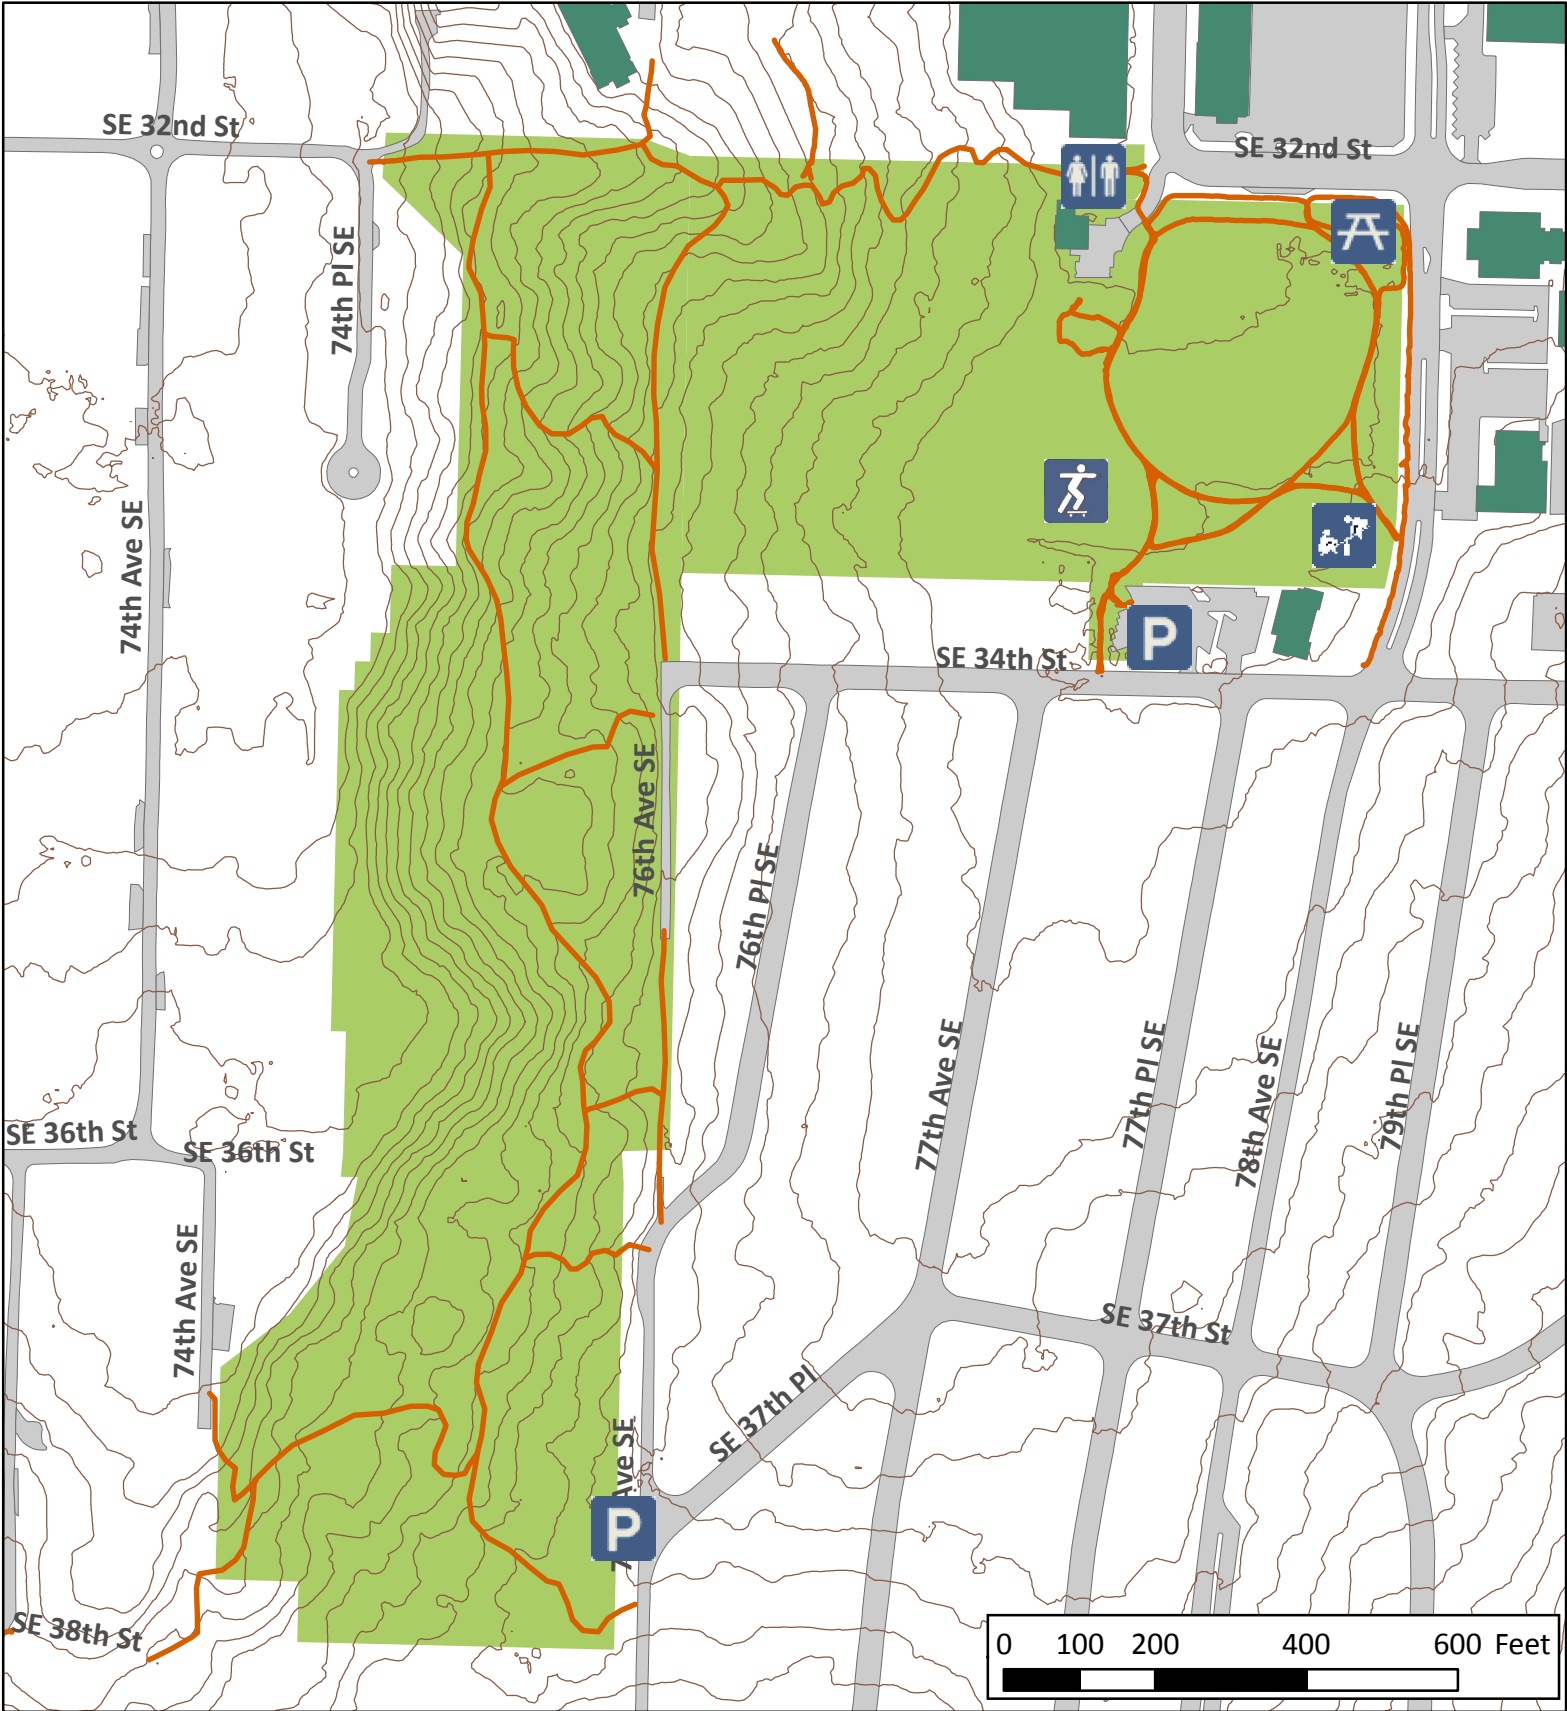 SE 32nd St
SE 32nd St
74th Pl SE
74th Ave SE
SE 34th St
76th Ave SE
76th Pl SE
77th Ave SE
77th Pl SE
78th Ave SE
79th Pl SE
SE 36th St
SE 36th St
74th Ave SE
SE 37th St
SE 37th Pl
Ave SE
P
P
SE 38th St
0 100 200 400 600 Feet